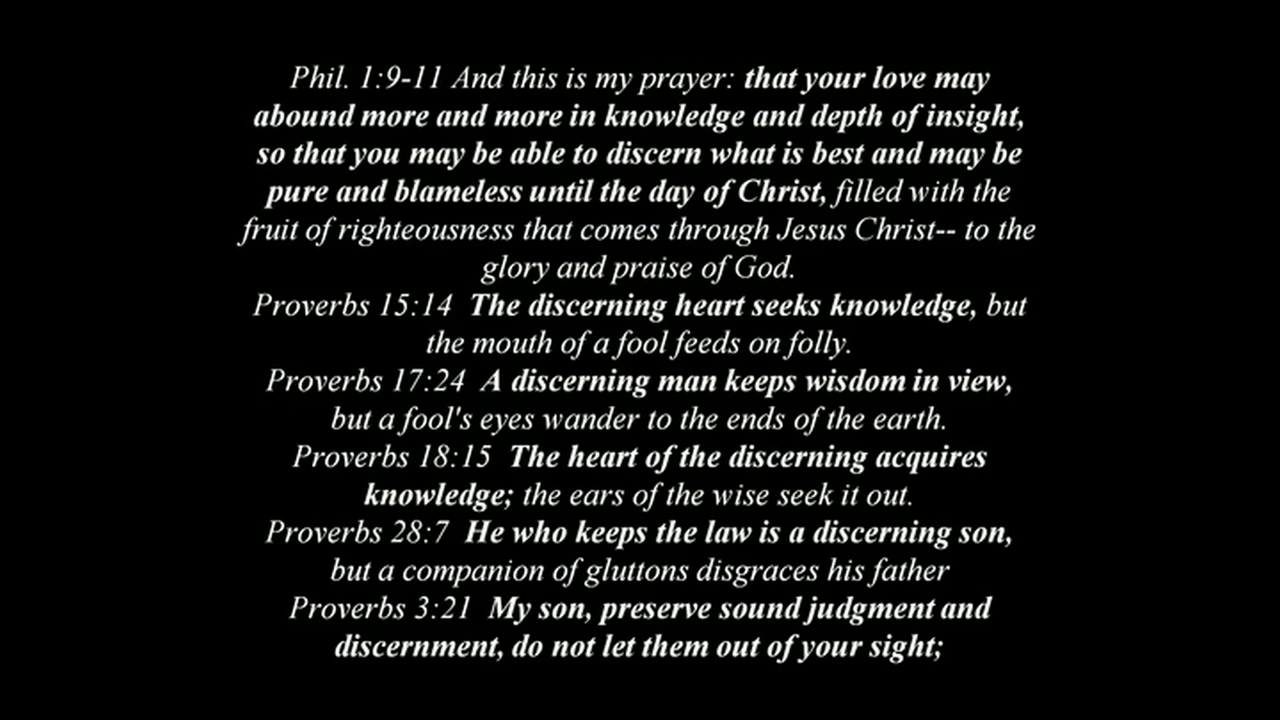 Phil. 1:9-11 And this is my prayer: that your love may
abound more and more in knowledge and depth of insight,
so that you may be able to discern what is best and may be
pure and blameless until the day of Christ, filled with the
fruit of righteousness that comes through Jesus Christ-- to the
glory and praise of God.
Proverbs 15:14 The discerning heart seeks knowledge, but
the mouth of a fool feeds on folly.
Proverbs 17:24 A discerning man keeps wisdom in view,
but a fool's eyes wander to the ends of the earth.
Proverbs 18:15 The heart of the discerning acquires
knowledge; the ears of the wise seek it out.
Proverbs 28:7 He who keeps the law is a discerning son,
but a companion of gluttons disgraces his father
Proverbs 3:21 My son, preserve sound judgment and
discernment, do not let them out of your sight;